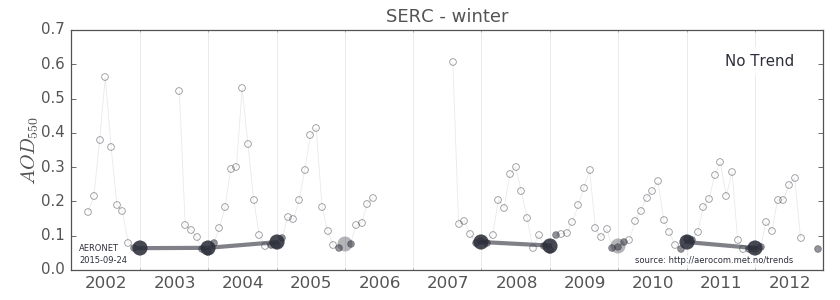 SERC - winter
0.7
No Trend
0.6
0.5
0.4
0.3
0.2
0.1
0.0
AOD550
AERONET
2015-09-24
source: http://aerocom.met.no/trends
2002 2003 2004 2005 2006 2007 2008 2009 2010 2011 2012